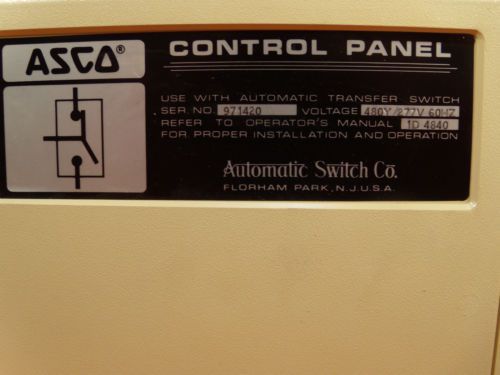 ASCO®
CONTROL PANEL
USE WITH AUTOMATIC TRANSFER SWITCH
SER NO. 971420 VOLTAGE 480Y/277V 60HZ
REFER TO OPERATOR'S MANUAL 1D 4840
FOR PROPER INSTALLATION AND OPERATION
Automatic Switch Co.
FLORHAM PARK, N.J. U.S.A.